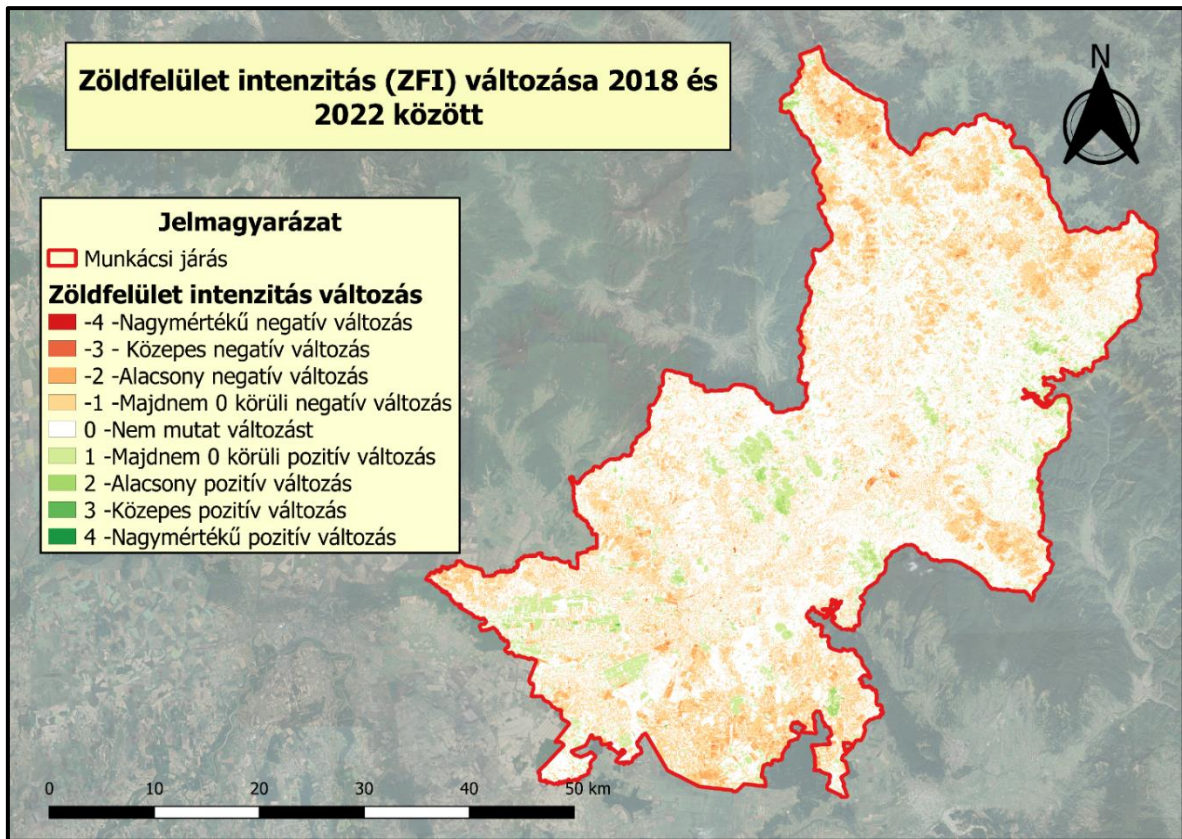 Zöldfelület intenzitás (ZFI) változása 2018 és
2022 között
N
Jelmagyarázat
Munkácsi járás
Zöldfelület intenzitás változás
-4 -Nagymértékű negatív változás
-3 - Közepes negatív változás
-2 -Alacsony negatív változás
-1 -Majdnem 0 körüli negatív változás
0 -Nem mutat változást
1 -Majdnem 0 körüli pozitív változás
2 -Alacsony pozitív változás
3 -Közepes pozitív változás
4 -Nagymértékű pozitív változás
0 10 20 30 40 50 km